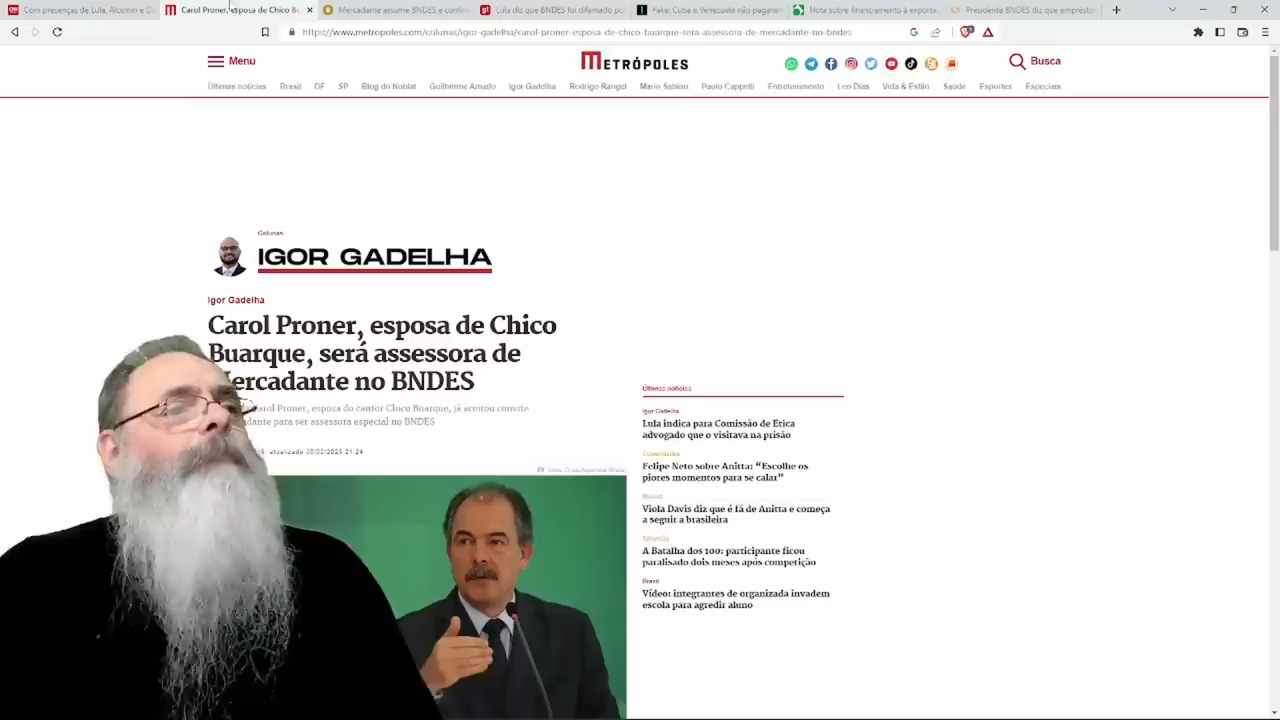 Com presenças de Lula, Alckmin e D
Carol Proner, esposa de Chico B
Mercadante assume BNDES e confirm
Lula diz que BNDES foi difamado po
Fake: Cuba e Venezuela não pagaram
Nota sobre financiamento à exporta
Presidente BNDES diz que emprésti
https://www.metropoles.com/colunas/igor-gadelha/carol-proner-esposa-de-chico-buarque-sera-assessora-de-mercadante-no-bndes
Menu
METRÓPOLES
Busca
Últimas notícias Brasil DF SP Blog do Noblat Guilherme Amado Igor Gadelha Rodrigo Rangel Mario Sabino Paulo Cappelli Entretenimento Leo Dias Vida & Estilo Saúde Esportes Especiais
Colunas
IGOR GADELHA
Igor Gadelha
Carol Proner, esposa de Chico
Buarque, será assessora de
ercadante no BNDES
Carol Proner, esposa do cantor Chico Buarque, já aceitou convite
dante para ser assessora especial no BNDES
atualizado
21:24
Últimas notícias
Igor Gadelha
Lula indica para Comissão de Ética
advogado que o visitava na prisão
Celebridades
Felipe Neto sobre Anitta: “Escolhe os
piores momentos para se calar”
Música
Viola Davis diz que é fã de Anitta e começa
a seguir a brasileira
Televisão
A Batalha dos 100: participante ficou
paralisado dois meses após competição
Brasil
Vídeo: integrantes de organizada invadem
escola para agredir aluno